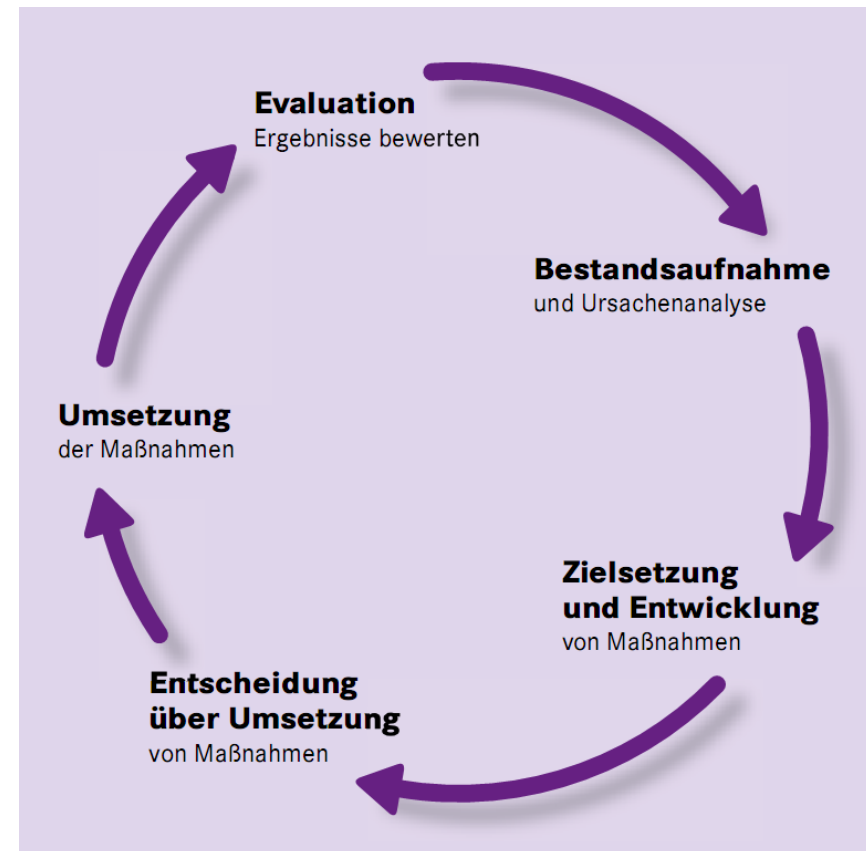 Evaluation
Ergebnisse bewerten
Bestandsaufnahme
und Ursachenanalyse
Zielsetzung
und Entwicklung
von Maßnahmen
Entscheidung
über Umsetzung
von Maßnahmen
Umsetzung
der Maßnahmen